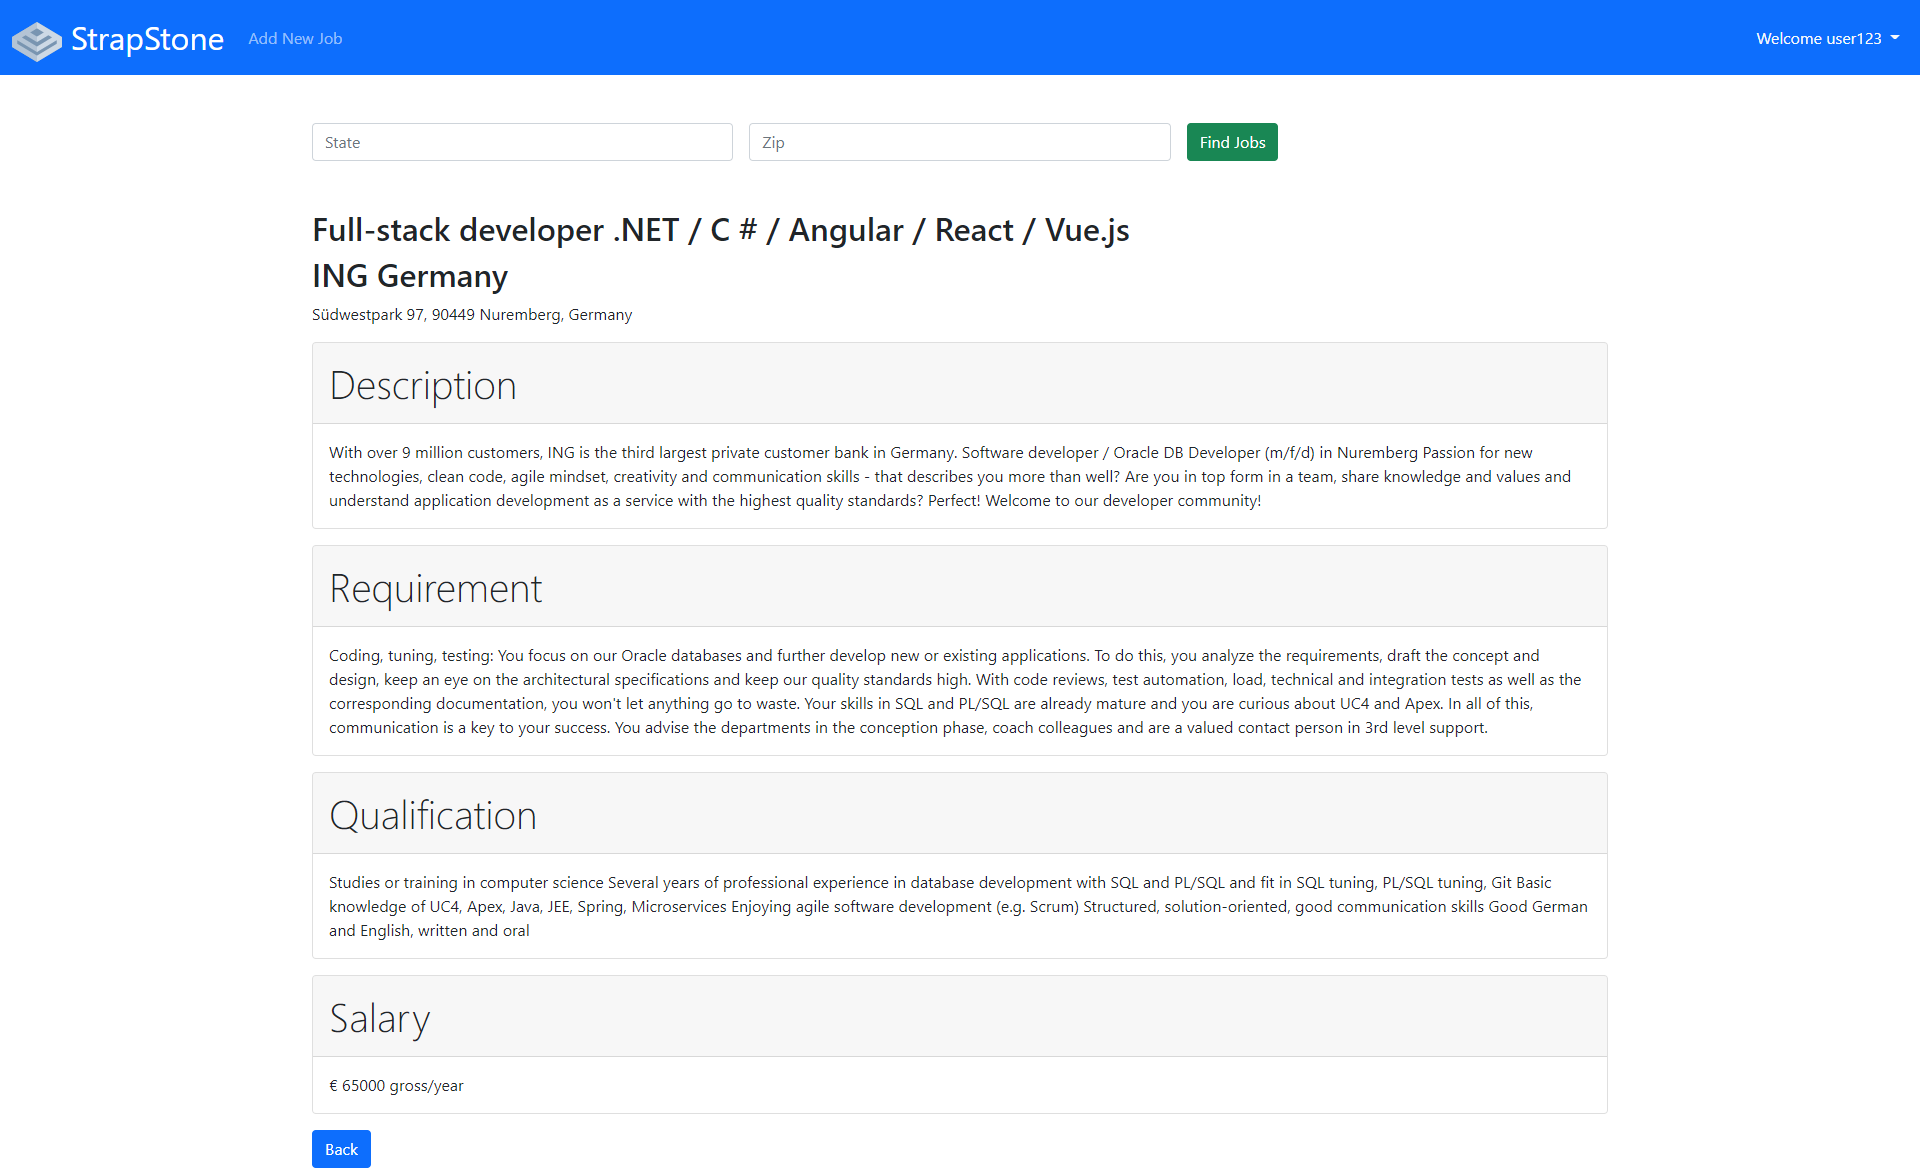 StrapStone
Add New Job
Welcome user123
State
Zip
Find Jobs
Full-stack developer .NET / C # / Angular / React / Vue.js
ING Germany
Südwestpark 97, 90449 Nuremberg, Germany
Description
With over 9 million customers, ING is the third largest private customer bank in Germany. Software developer / Oracle DB Developer (m/f/d) in Nuremberg Passion for new
technologies, clean code, agile mindset, creativity and communication skills - that describes you more than well? Are you in top form in a team, share knowledge and values and
understand application development as a service with the highest quality standards? Perfect! Welcome to our developer community!
Requirement
Coding, tuning, testing: You focus on our Oracle databases and further develop new or existing applications. To do this, you analyze the requirements, draft the concept and
design, keep an eye on the architectural specifications and keep our quality standards high. With code reviews, test automation, load, technical and integration tests as well as the
corresponding documentation, you won't let anything go to waste. Your skills in SQL and PL/SQL are already mature and you are curious about UC4 and Apex. In all of this,
communication is a key to your success. You advise the departments in the conception phase, coach colleagues and are a valued contact person in 3rd level support.
Qualification
Studies or training in computer science Several years of professional experience in database development with SQL and PL/SQL and fit in SQL tuning, PL/SQL tuning, Git Basic
knowledge of UC4, Apex, Java, JEE, Spring, Microservices Enjoying agile software development (e.g. Scrum) Structured, solution-oriented, good communication skills Good German
and English, written and oral
Salary
€ 65000 gross/year
Back